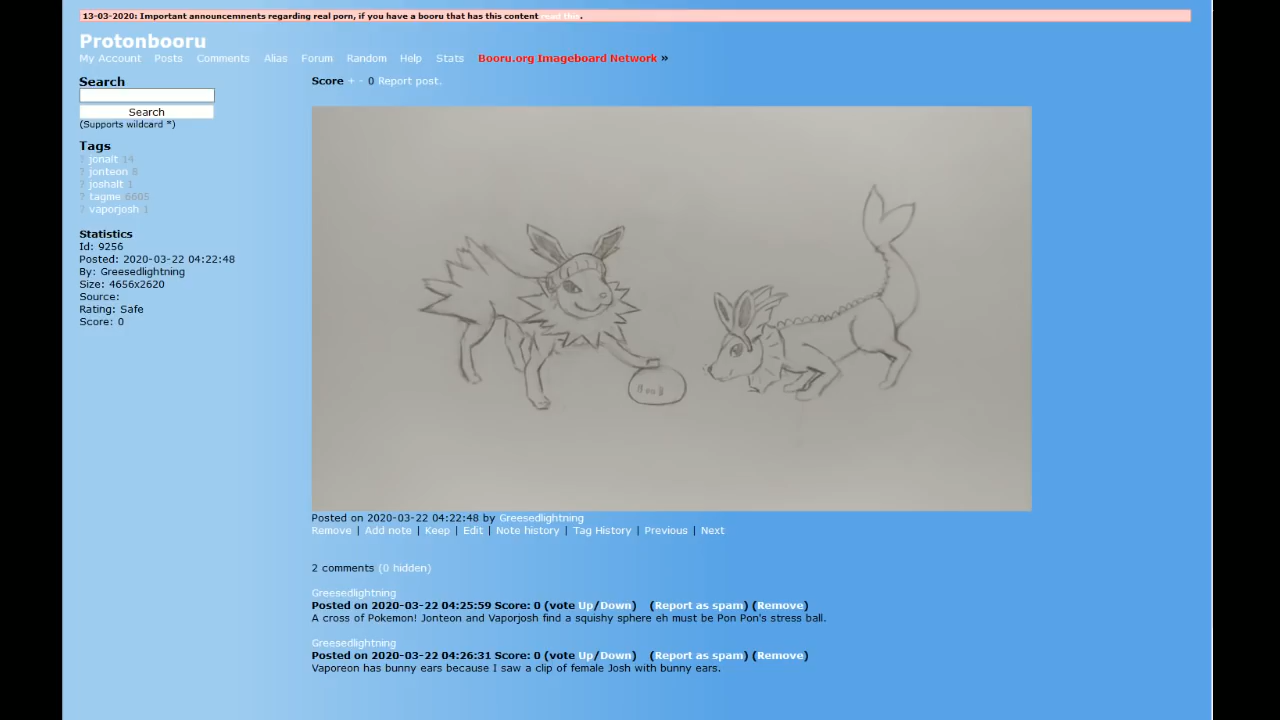 13-03-2020: Important announcemnents regarding real porn, if you have a booru that has this content read this.
Protonbooru
My Account Posts Comments Alias Forum Random Help Stats Booru.org Imageboard Network »
Search
Search
(Supports wildcard *)
Tags
? jonalt 14
? jonteon 8
? joshalt 1
? tagme 6605
? vaporjosh 1
Statistics
Id: 9256
Posted: 2020-03-22 04:22:48
By: Greesedlightning
Size: 4656x2620
Source:
Rating: Safe
Score: 0
Score + - 0 Report post.
Posted on 2020-03-22 04:22:48 by Greesedlightning
Remove | Add note | Keep | Edit | Note history | Tag History | Previous | Next
2 comments (0 hidden)
Greesedlightning
Posted on 2020-03-22 04:25:59 Score: 0 (vote Up/Down) (Report as spam) (Remove)
A cross of Pokemon! Jonteon and Vaporjosh find a squishy sphere eh must be Pon Pon's stress ball.
Greesedlightning
Posted on 2020-03-22 04:26:31 Score: 0 (vote Up/Down) (Report as spam) (Remove)
Vaporeon has bunny ears because I saw a clip of female Josh with bunny ears.